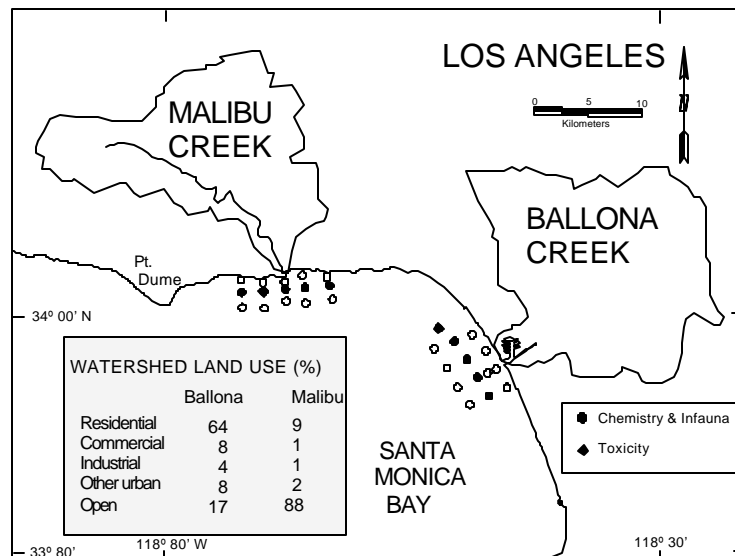 LOS ANGELES
N
0 5 10
Kilometers
MALIBU
CREEK
BALLONA
CREEK
Pt.
Dume
34º 00' N
WATERSHED LAND USE (%)
Ballona Malibu
Residential 64 9
Commercial 8 1
Industrial 4 1
Other urban 8 2
Open 17 88
Chemistry & Infauna
Toxicity
SANTA
MONICA
BAY
33º 80'
118º 80' W
118º 30'